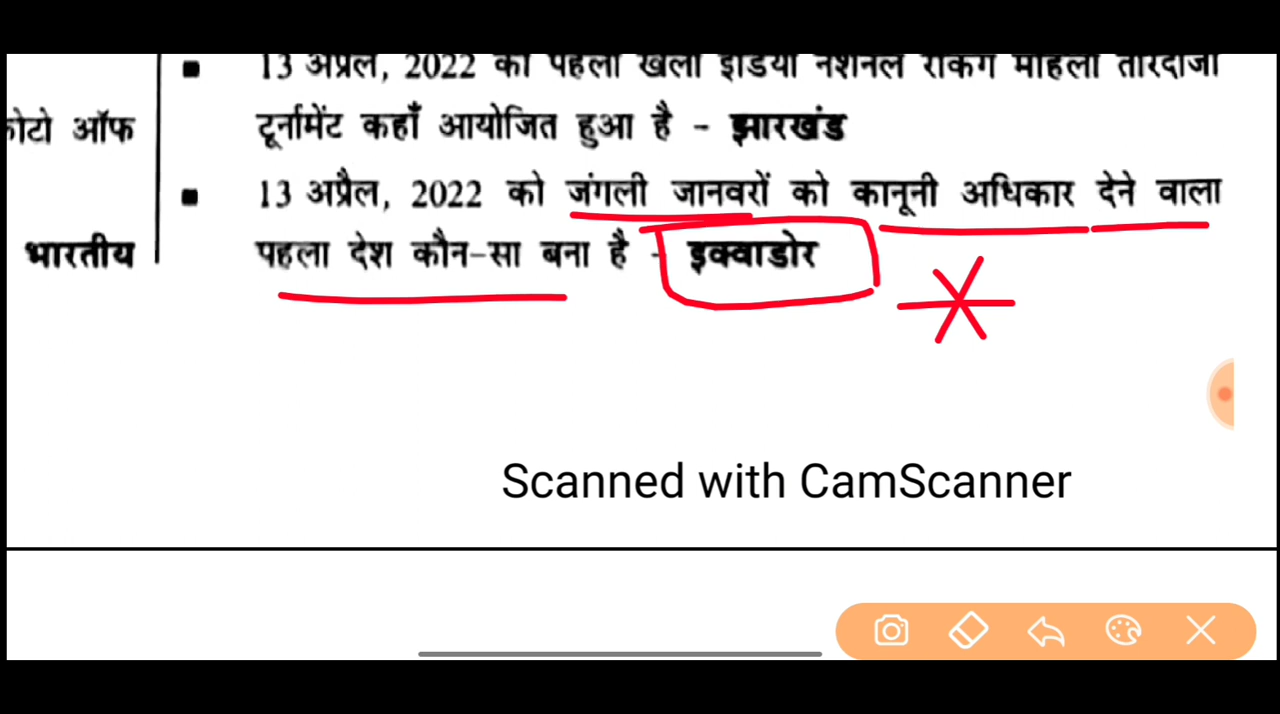 13 अप्रैल, 2022 को पहला खेलो इंडिया नेशनल रैंकिंग महिला तीरंदाजी
टूर्नामेंट कहाँ आयोजित हुआ है - झारखंड
13 अप्रैल, 2022 को जंगली जानवरों को कानूनी अधिकार देने वाला
पहला देश कौन-सा बना है - इक्वाडोर
ऑफ
भारतीय
Scanned with CamScanner